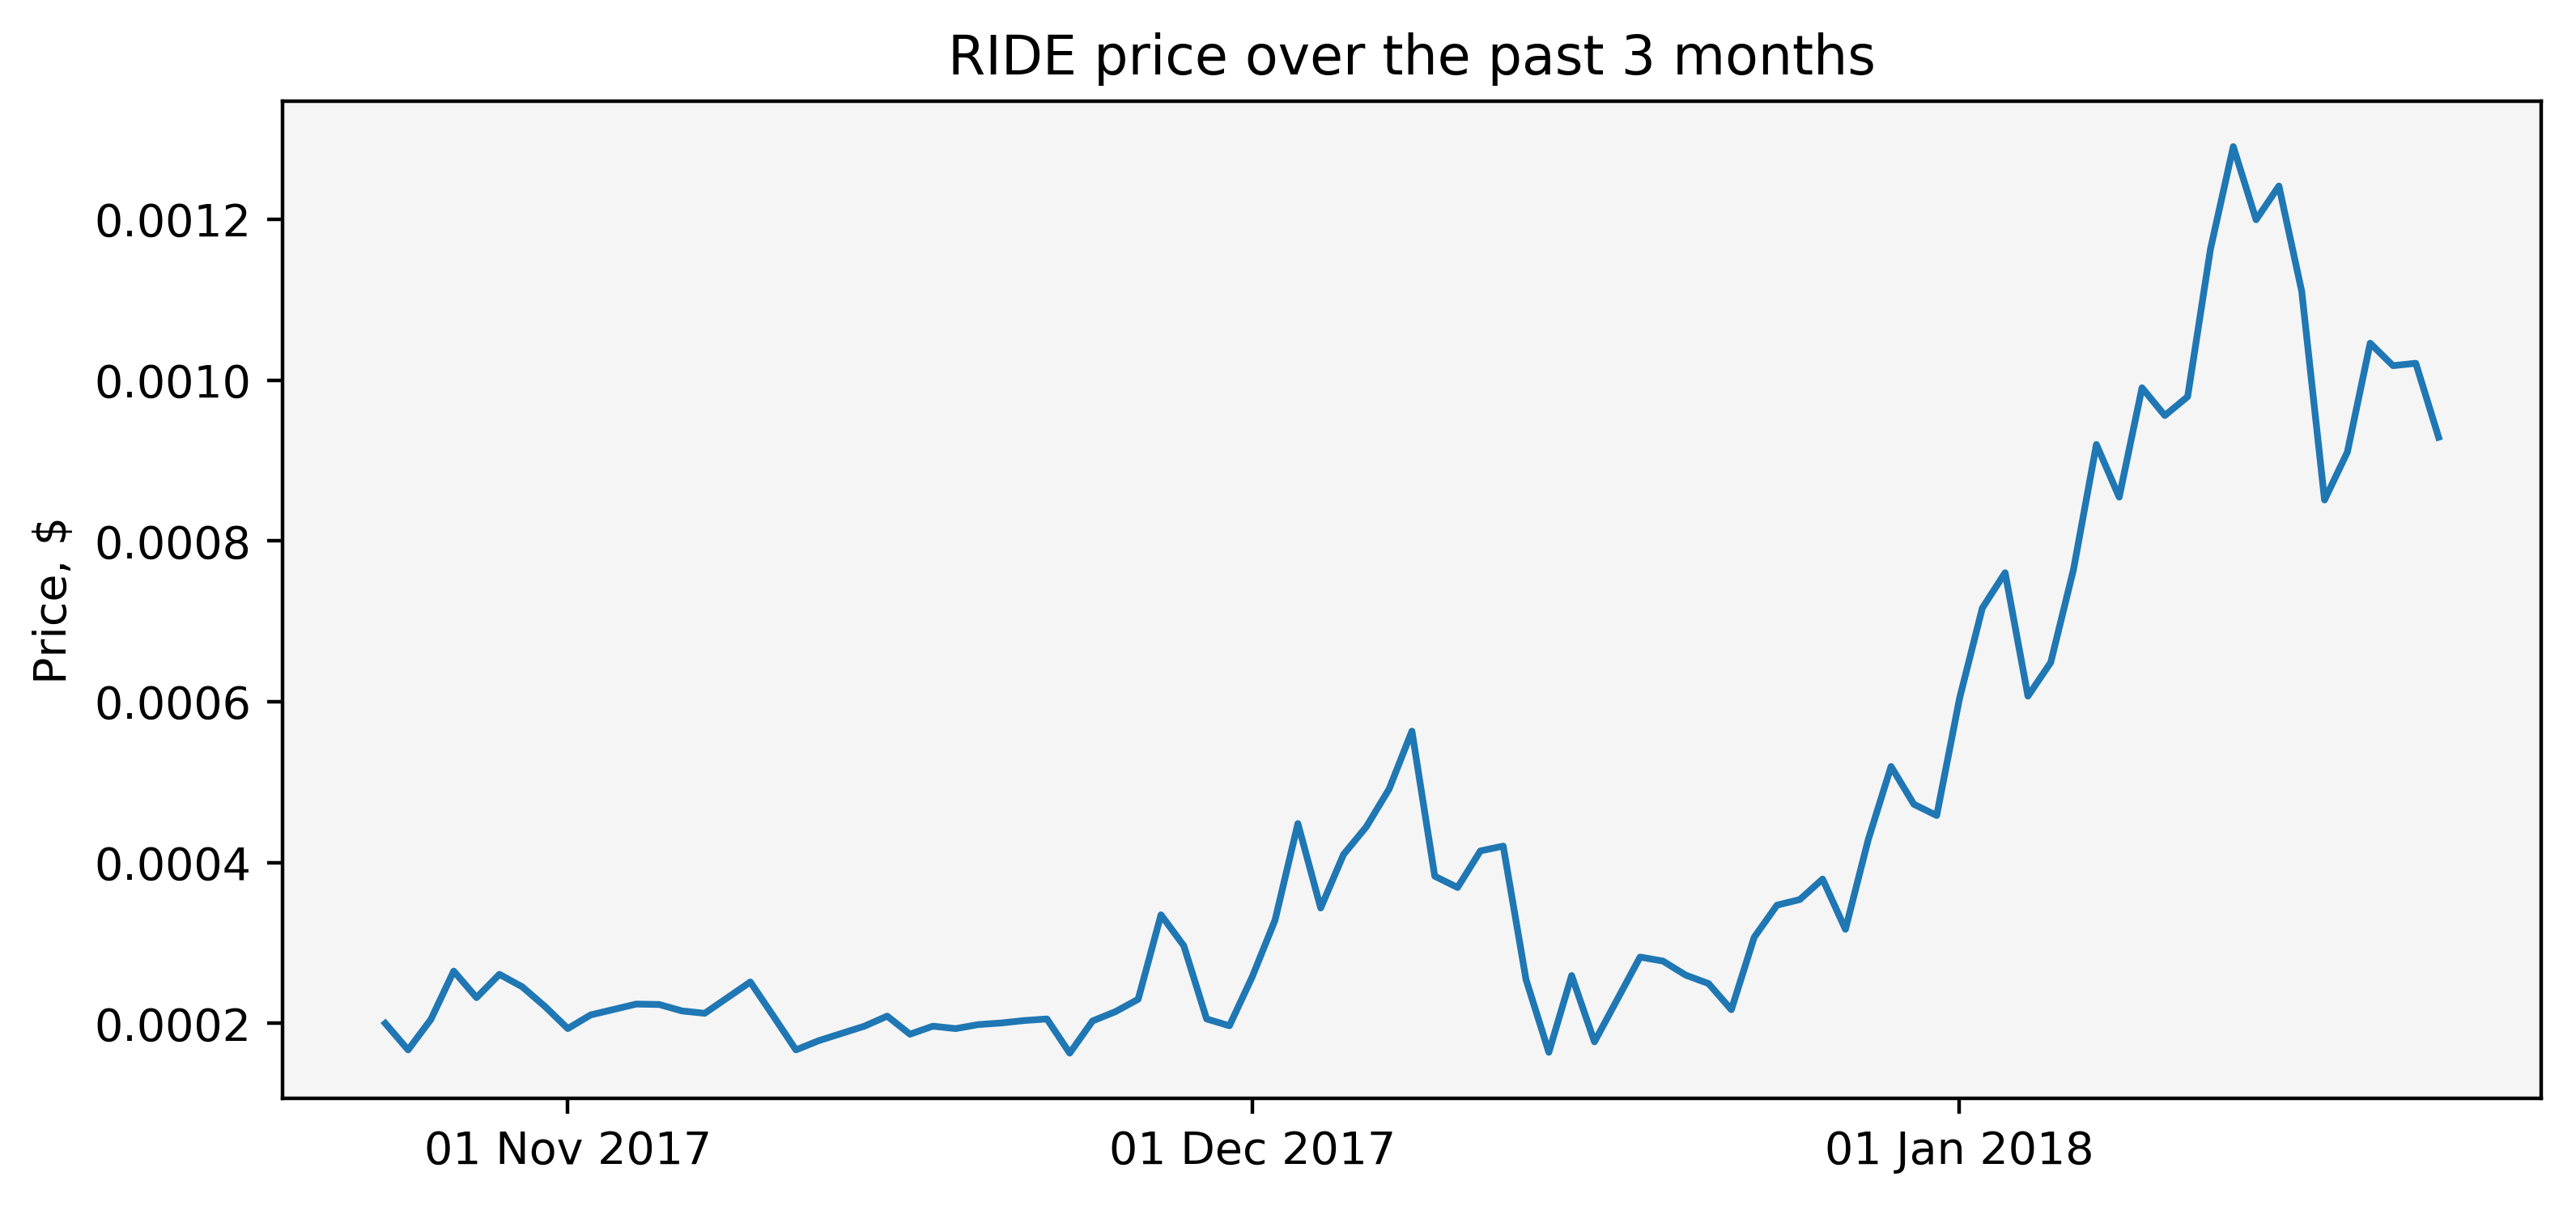 RIDE price over the past 3 months
Price, $
0.0012
0.0010
0.0008
0.0006
0.0004
0.0002
01 Nov 2017
01 Dec 2017
01 Jan 2018